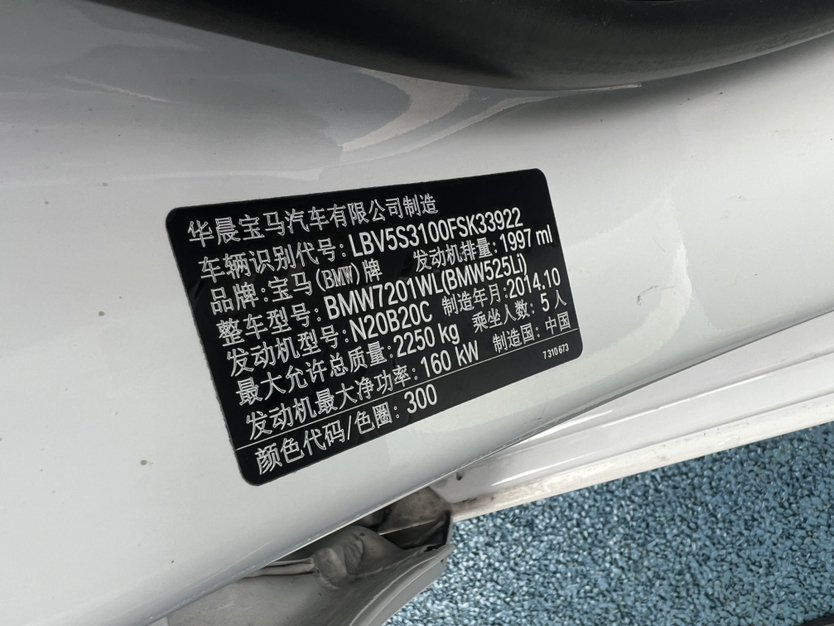 华晨宝马汽车有限公司制造
车辆识别代号:LBV5S3100FSK33922
品牌:宝马(BMW)牌 发动机排量:1997 ml
整车型号:BMW7201WL(BMW525Li)
发动机型号:N20B20C 制造年月:2014.10
最大允许总质量:2250 kg 乘坐人数:5人
发动机最大净功率:160 kW 制造国:中国
颜色代码/色圈:300 7 310 673